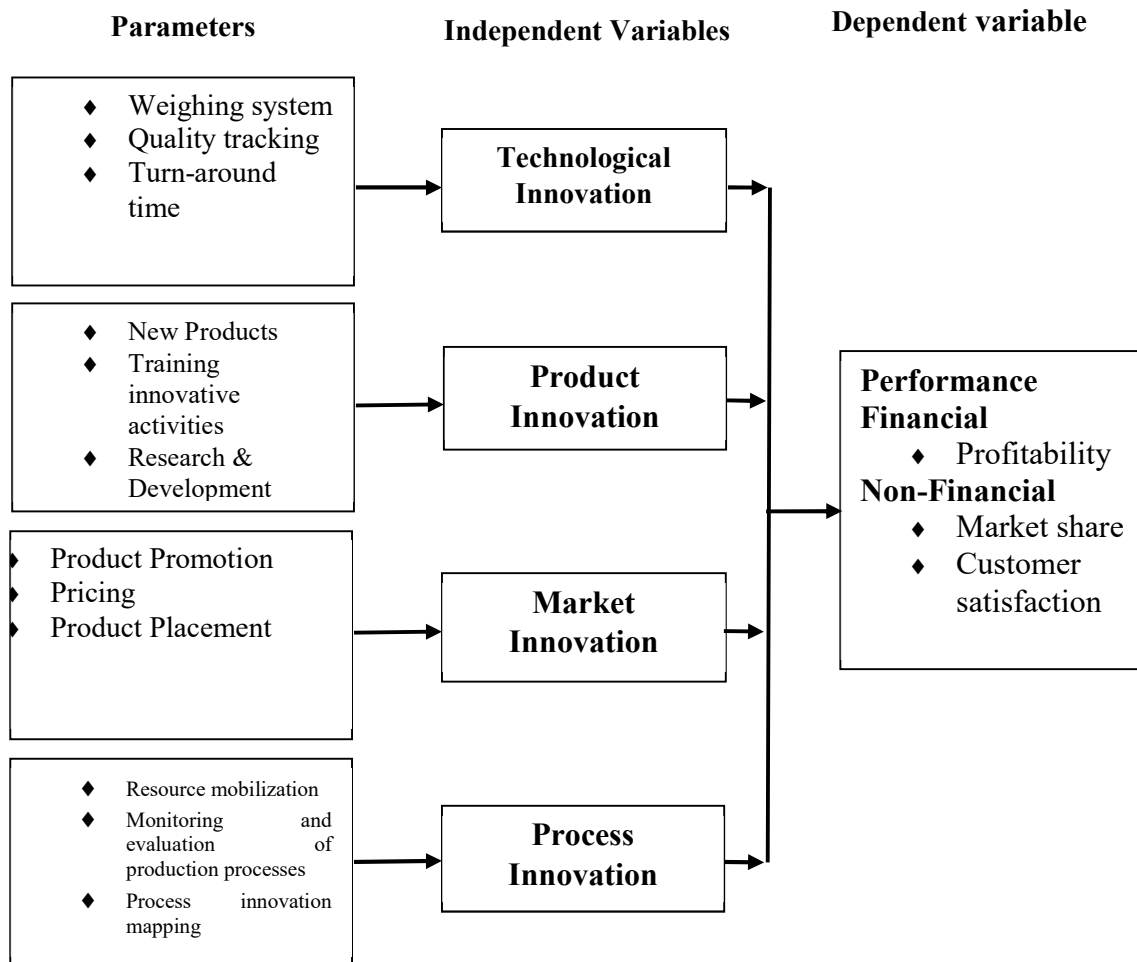 Parameters
Independent Variables
Dependent variable
♦ Weighing system
♦ Quality tracking
♦ Turn-around
time
Technological
Innovation
♦ New Products
♦ Training
innovative
activities
♦ Research &
Development
Product
Innovation
♦ Product Promotion
♦ Pricing
♦ Product Placement
Market
Innovation
♦ Resource mobilization
♦ Monitoring and
evaluation of
production processes
♦ Process innovation
mapping
Process
Innovation
Performance
Financial
♦ Profitability
Non-Financial
♦ Market share
♦ Customer
satisfaction